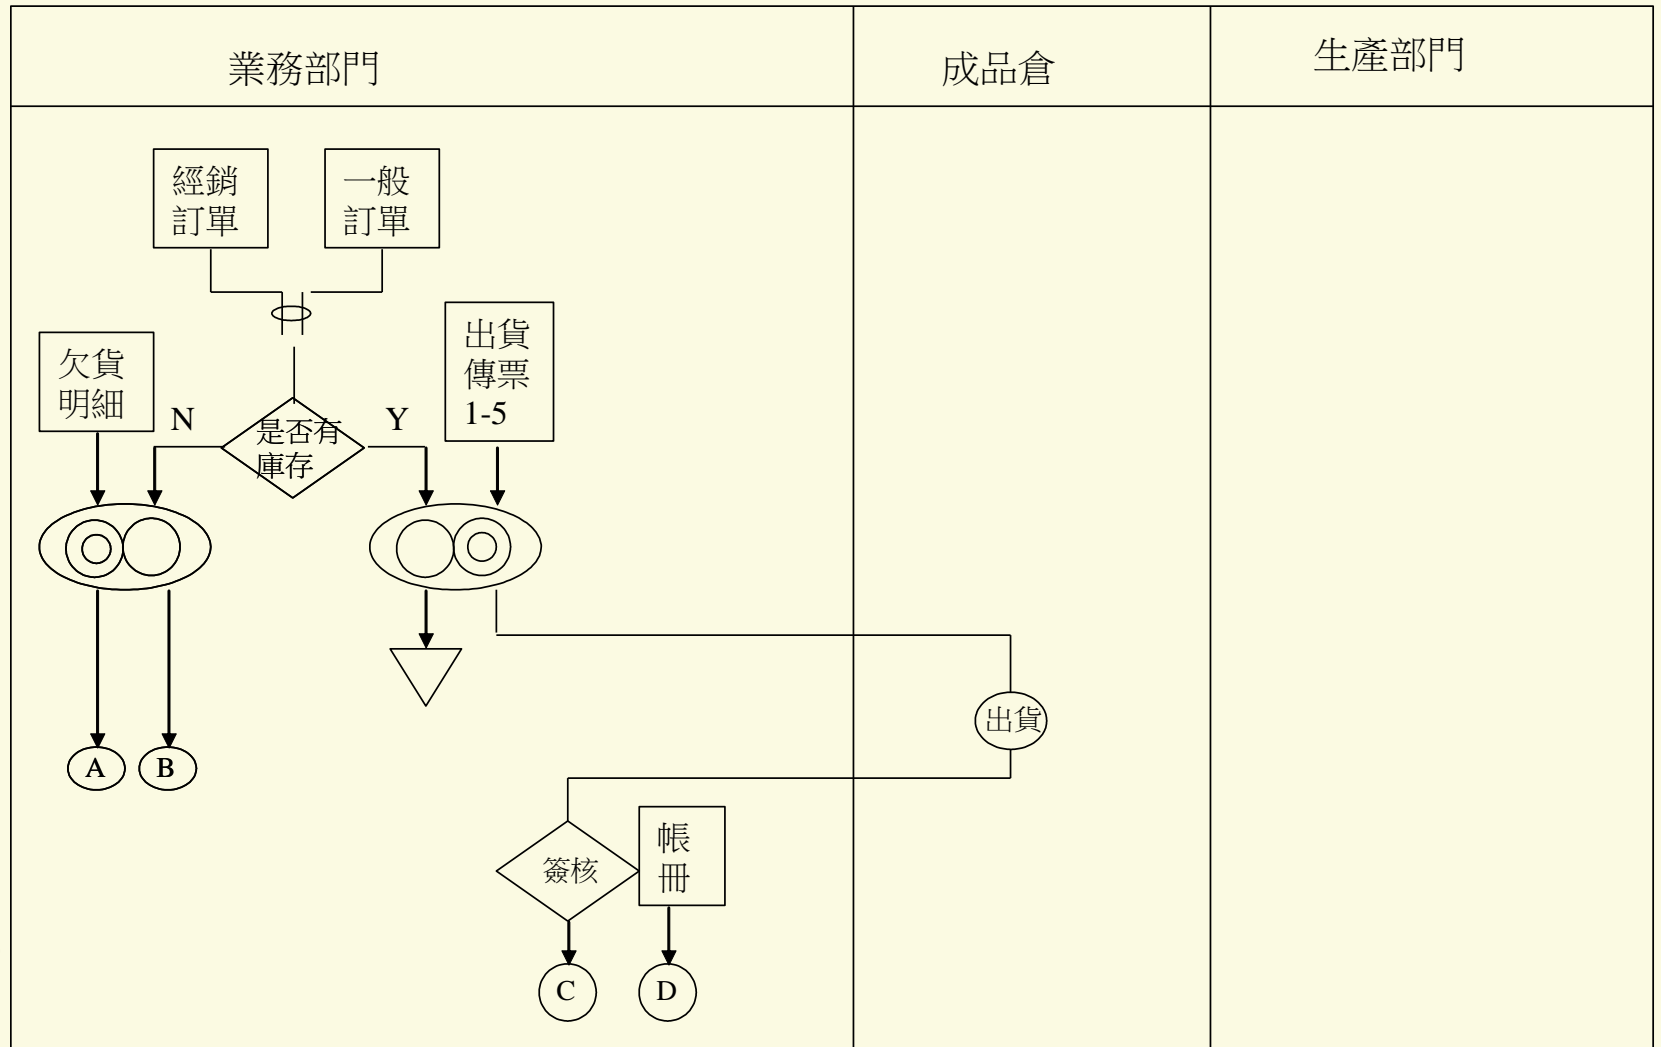 業務部門
成品倉
生產部門
經銷
訂單
一般
訂單
欠貨
明細
出貨
傳票
1-5
N
是否有
庫存
Y
出貨
A
B
簽核
帳
冊
C
D